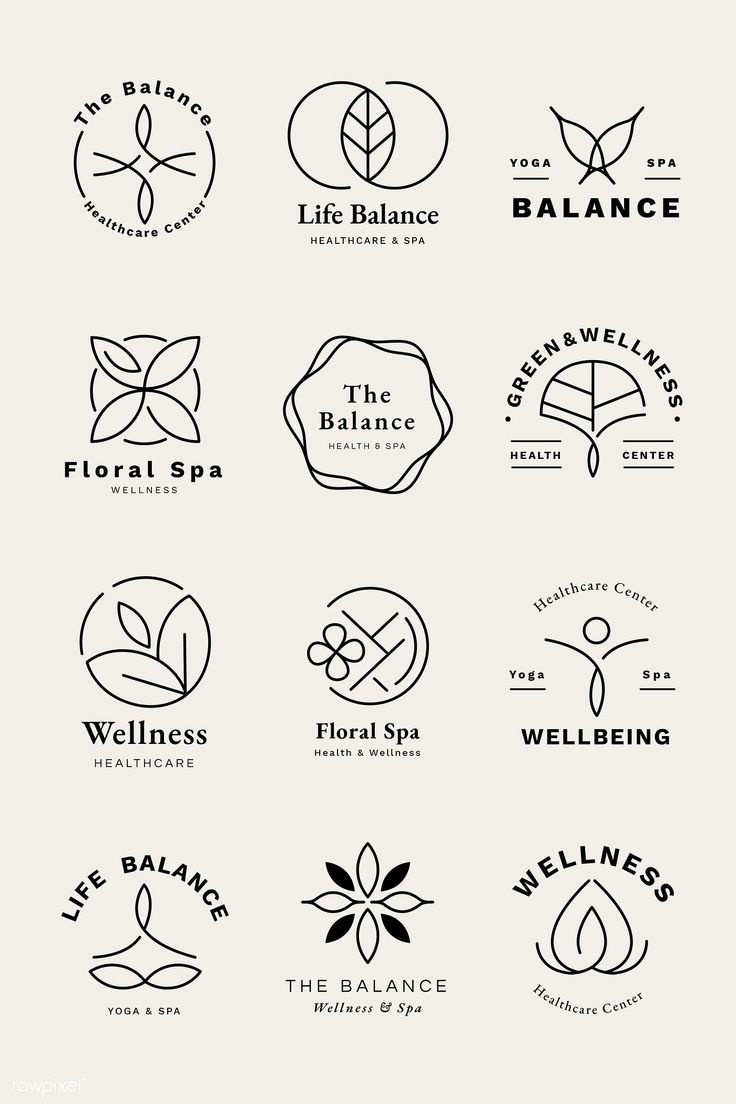 The Balance
Healthcare Center
Life Balance
HEALTHCARE & SPA
YOGA SPA
BALANCE
Floral Spa
WELLNESS
The
Balance
HEALTH & SPA
• GREEN&WELLNESS •
HEALTH CENTER
Wellness
HEALTHCARE
Floral Spa
Health & Wellness
Healthcare Center
Yoga Spa
WELLBEING
LIFE BALANCE
YOGA & SPA
THE BALANCE
Wellness & Spa
WELLNESS
Healthcare Center
rawpixel